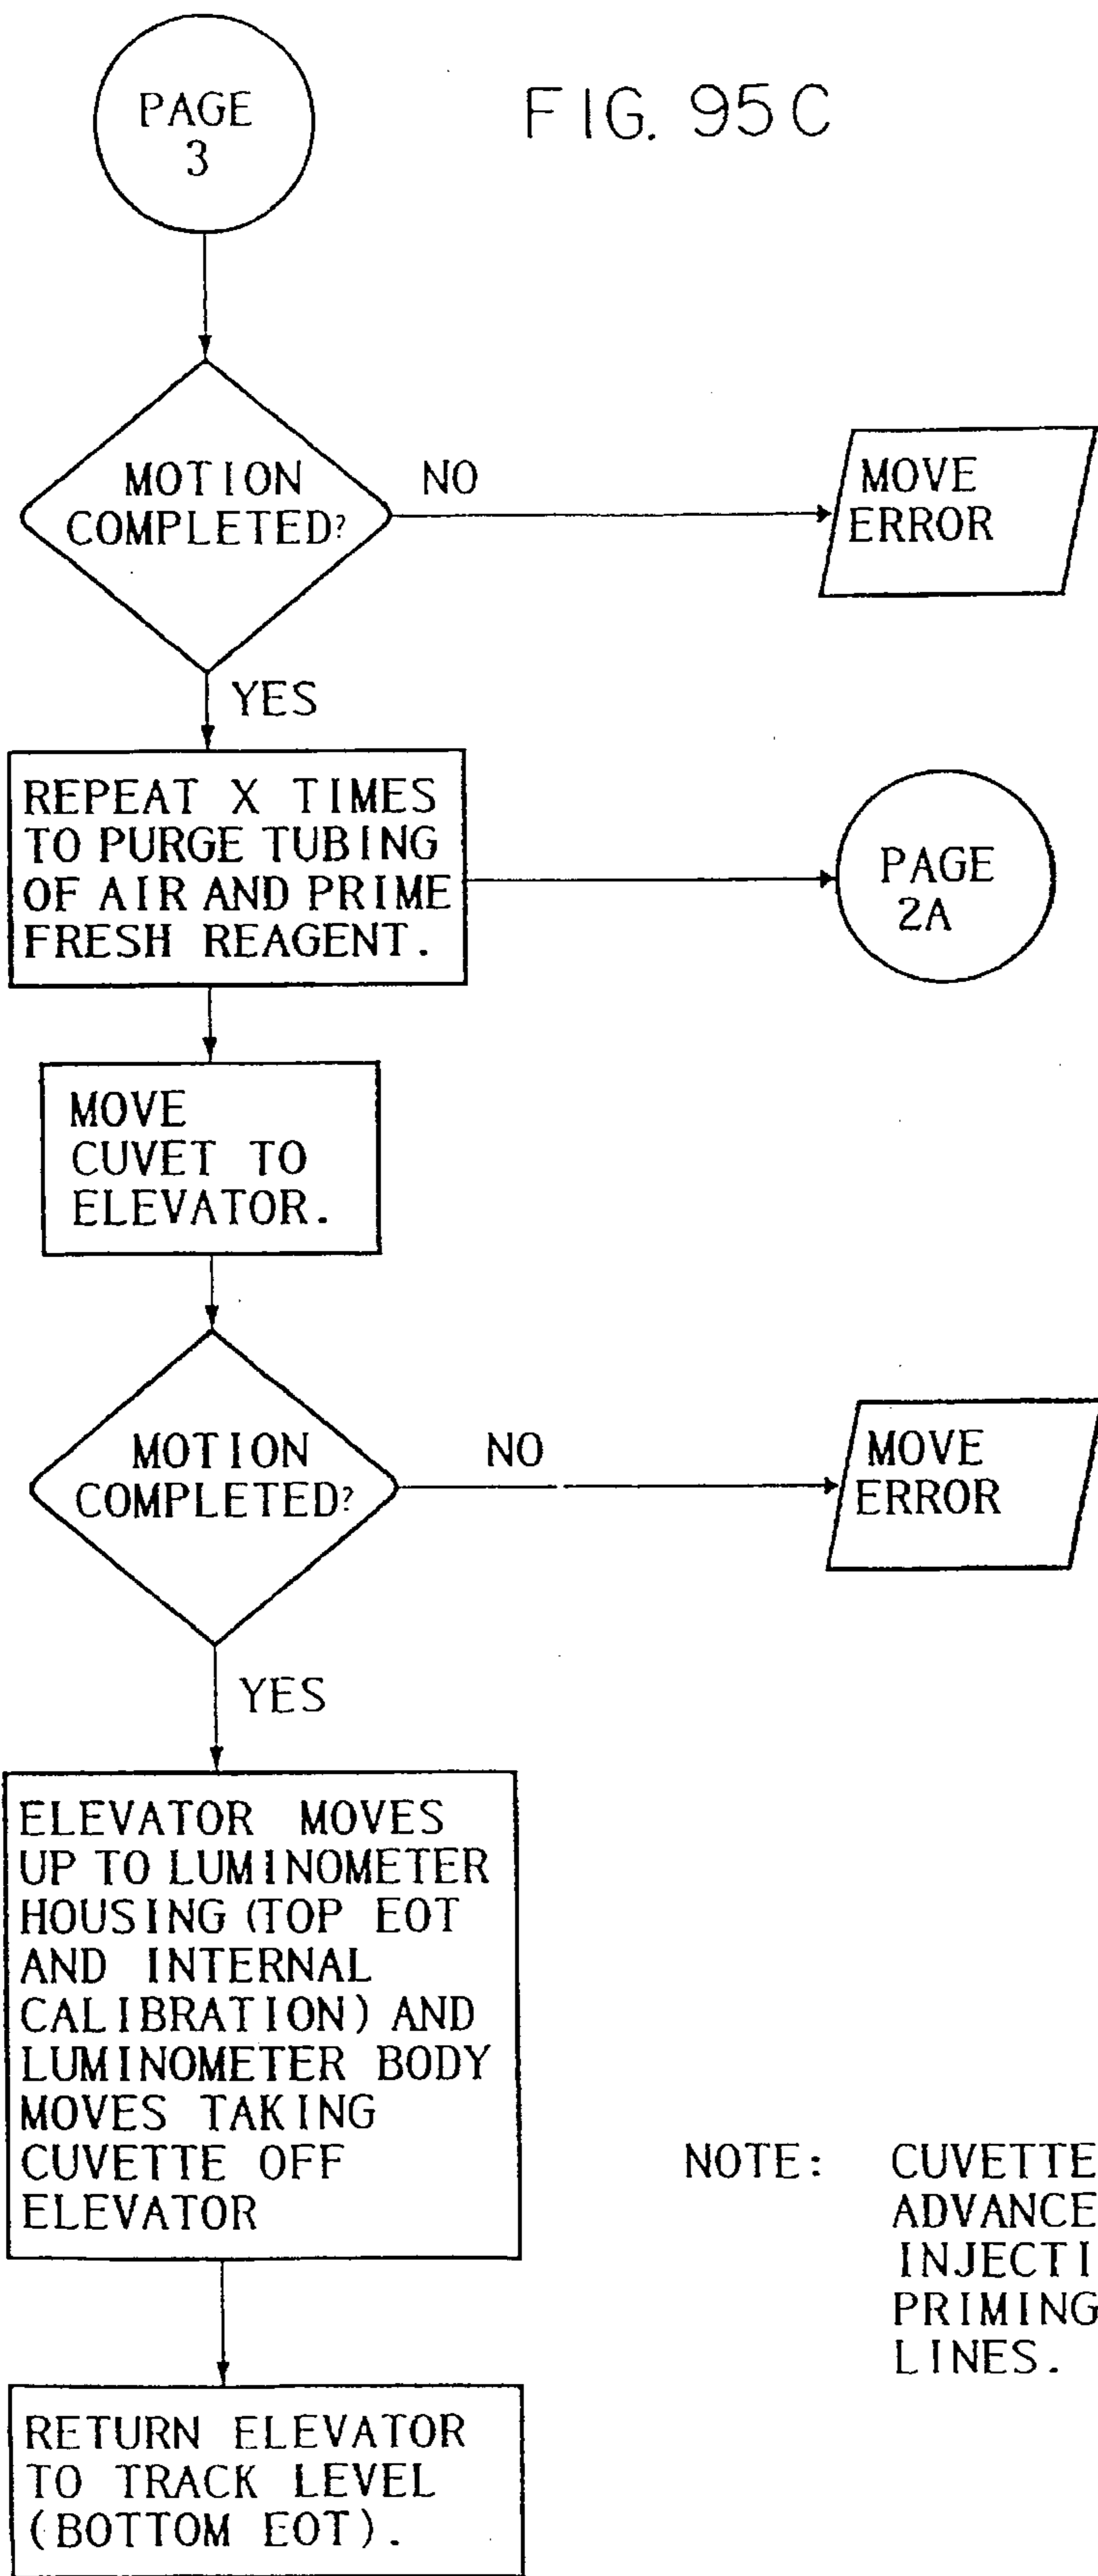 PAGE
3
FIG. 95C
MOTION
COMPLETED?
NO
MOVE
ERROR
YES
REPEAT X TIMES
TO PURGE TUBING
OF AIR AND PRIME
FRESH REAGENT.
PAGE
2A
MOVE
CUVET TO
ELEVATOR.
MOTION
COMPLETED?
NO
MOVE
ERROR
YES
ELEVATOR MOVES
UP TO LUMINOMETER
HOUSING (TOP EOT
AND INTERNAL
CALIBRATION) AND
LUMINOMETER BODY
MOVES TAKING
CUVETTE OFF
ELEVATOR
NOTE: CUVETTE
ADVANCE
INJECTI
PRIMING
LINES.
RETURN ELEVATOR
TO TRACK LEVEL
(BOTTOM EOT).